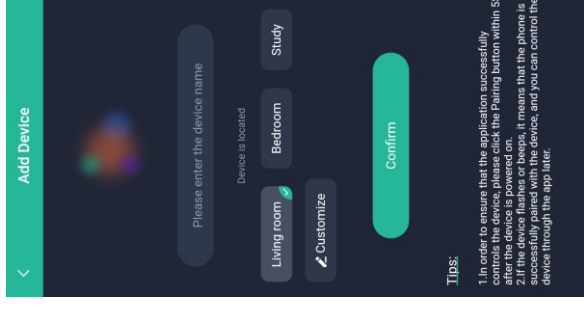 Add Device
Please enter the device name
Device is located
Living room
Bedroom
Study
Customize
Confirm
Tips:
1.In order to ensure that the application successfully
controls the device, please click the Pairing button within
after the device is powered on.
2.If the device flashes or beeps, it means that the phone is
successfully paired with the device, and you can control the
device through the app later.